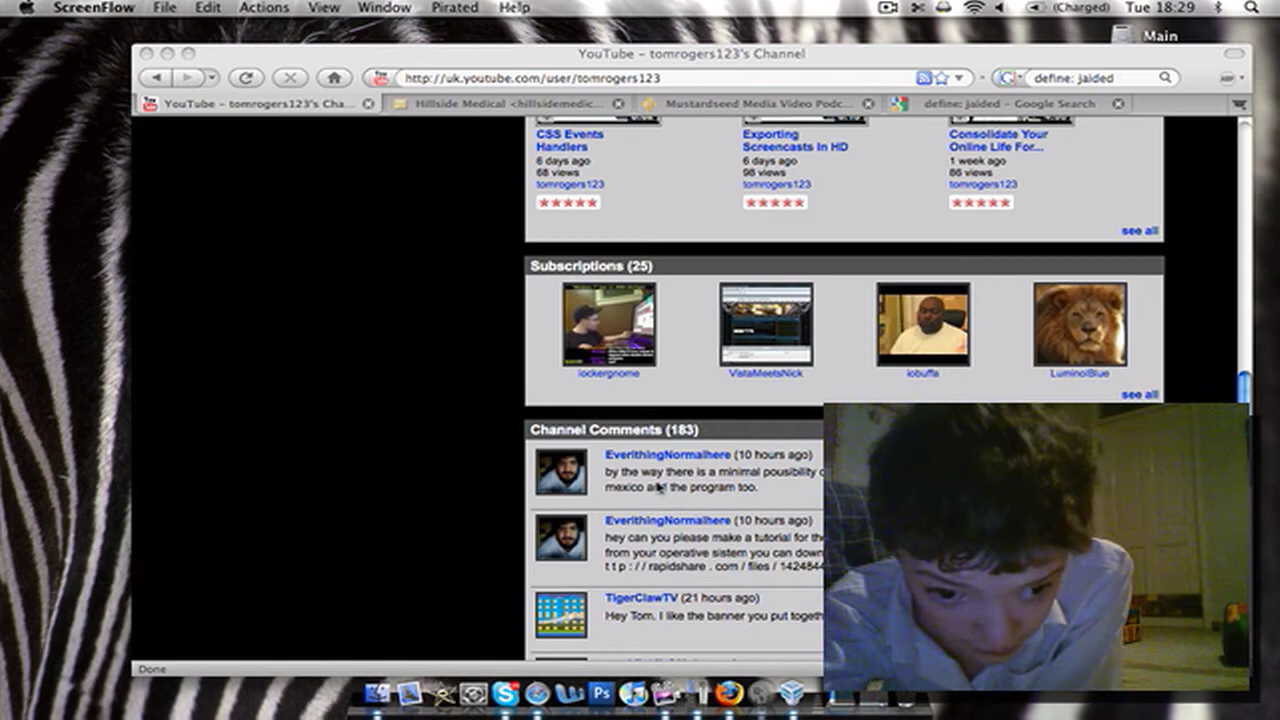 ScreenFlow File Edit Actions View Window Pirated Help (Charged) Tue 18:29
Main
YouTube – tomrogers123's Channel
http://uk.youtube.com/user/tomrogers123 define: jaided
YouTube – tomrogers123's Cha... Hillside Medical <hillsidemedic... Mustardseed Media Video Podc... define: jaided – Google Search
CSS Events Exporting Consolidate Your
Handlers Screencasts In HD Online Life For...
6 days ago 6 days ago 1 week ago
68 views 98 views 86 views
tomrogers123 tomrogers123 tomrogers123
see all
Subscriptions (25)
lockergnome VistaMeetsNick iobuffa LuminolBlue
see all
Channel Comments (183)
EverithingNormalhere (10 hours ago)
by the way there is a minimal pousibility
mexico and the program too.
EverithingNormalhere (10 hours ago)
hey can you please make a tutorial for the
from your operative sistem you can down
t t p : / / rapidshare . com / files / 1424844
TigerClawTV (21 hours ago)
Hey Tom. I like the banner you put togeth
Done
Ps